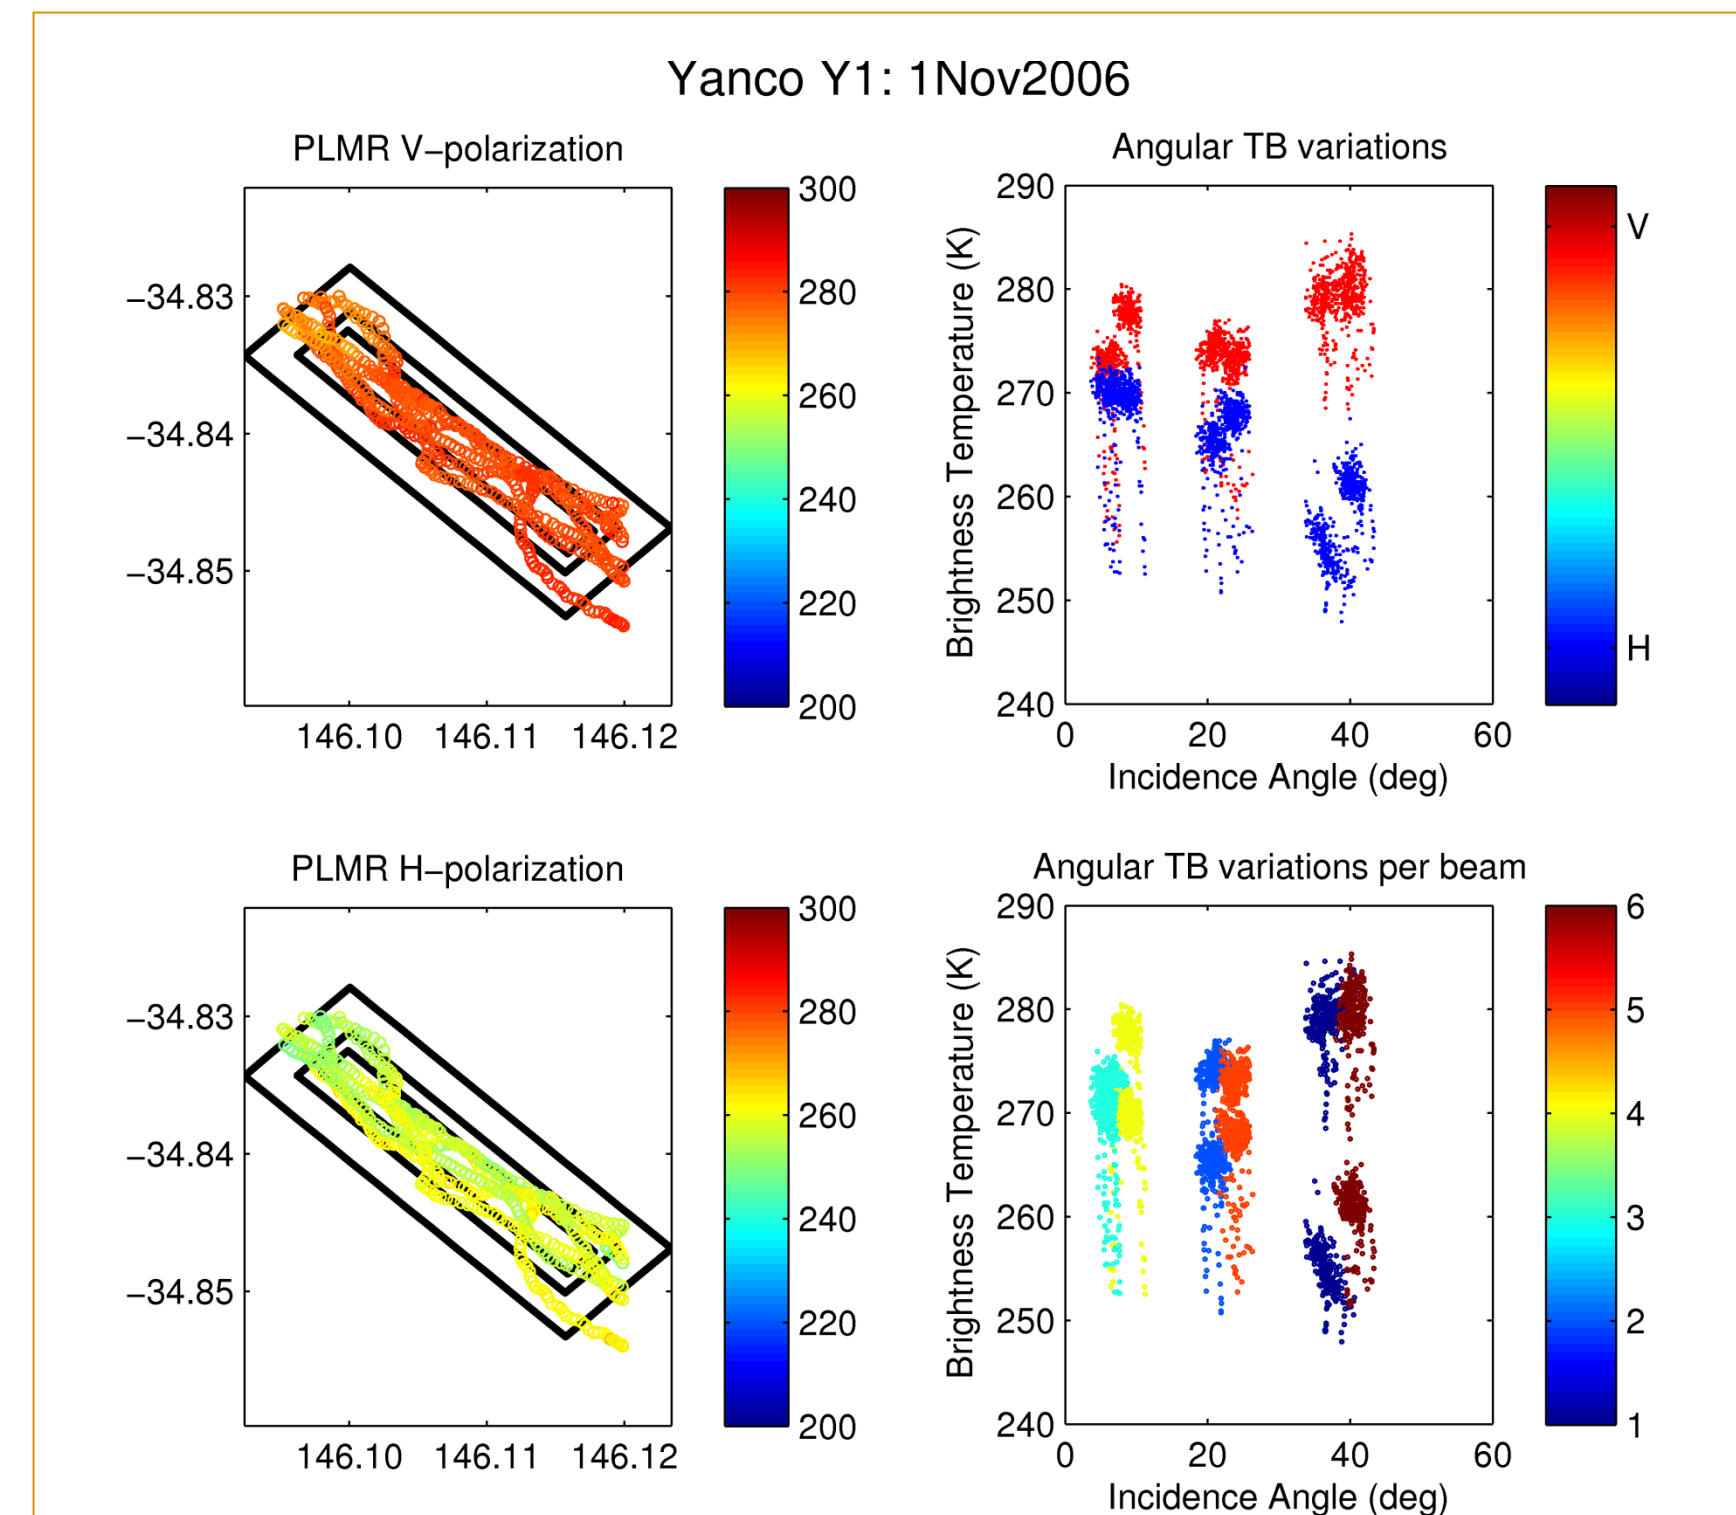 Yanco Y1: 1Nov2006
PLMR V−polarization
−34.83
−34.84
−34.85
146.10 146.11 146.12
300
280
260
240
220
200
Angular TB variations
Brightness Temperature (K)
290
280
270
260
250
240
0 20 40 60
Incidence Angle (deg)
V
H
PLMR H−polarization
−34.83
−34.84
−34.85
146.10 146.11 146.12
300
280
260
240
220
200
Angular TB variations per beam
Brightness Temperature (K)
290
280
270
260
250
240
0 20 40 60
Incidence Angle (deg)
6
5
4
3
2
1